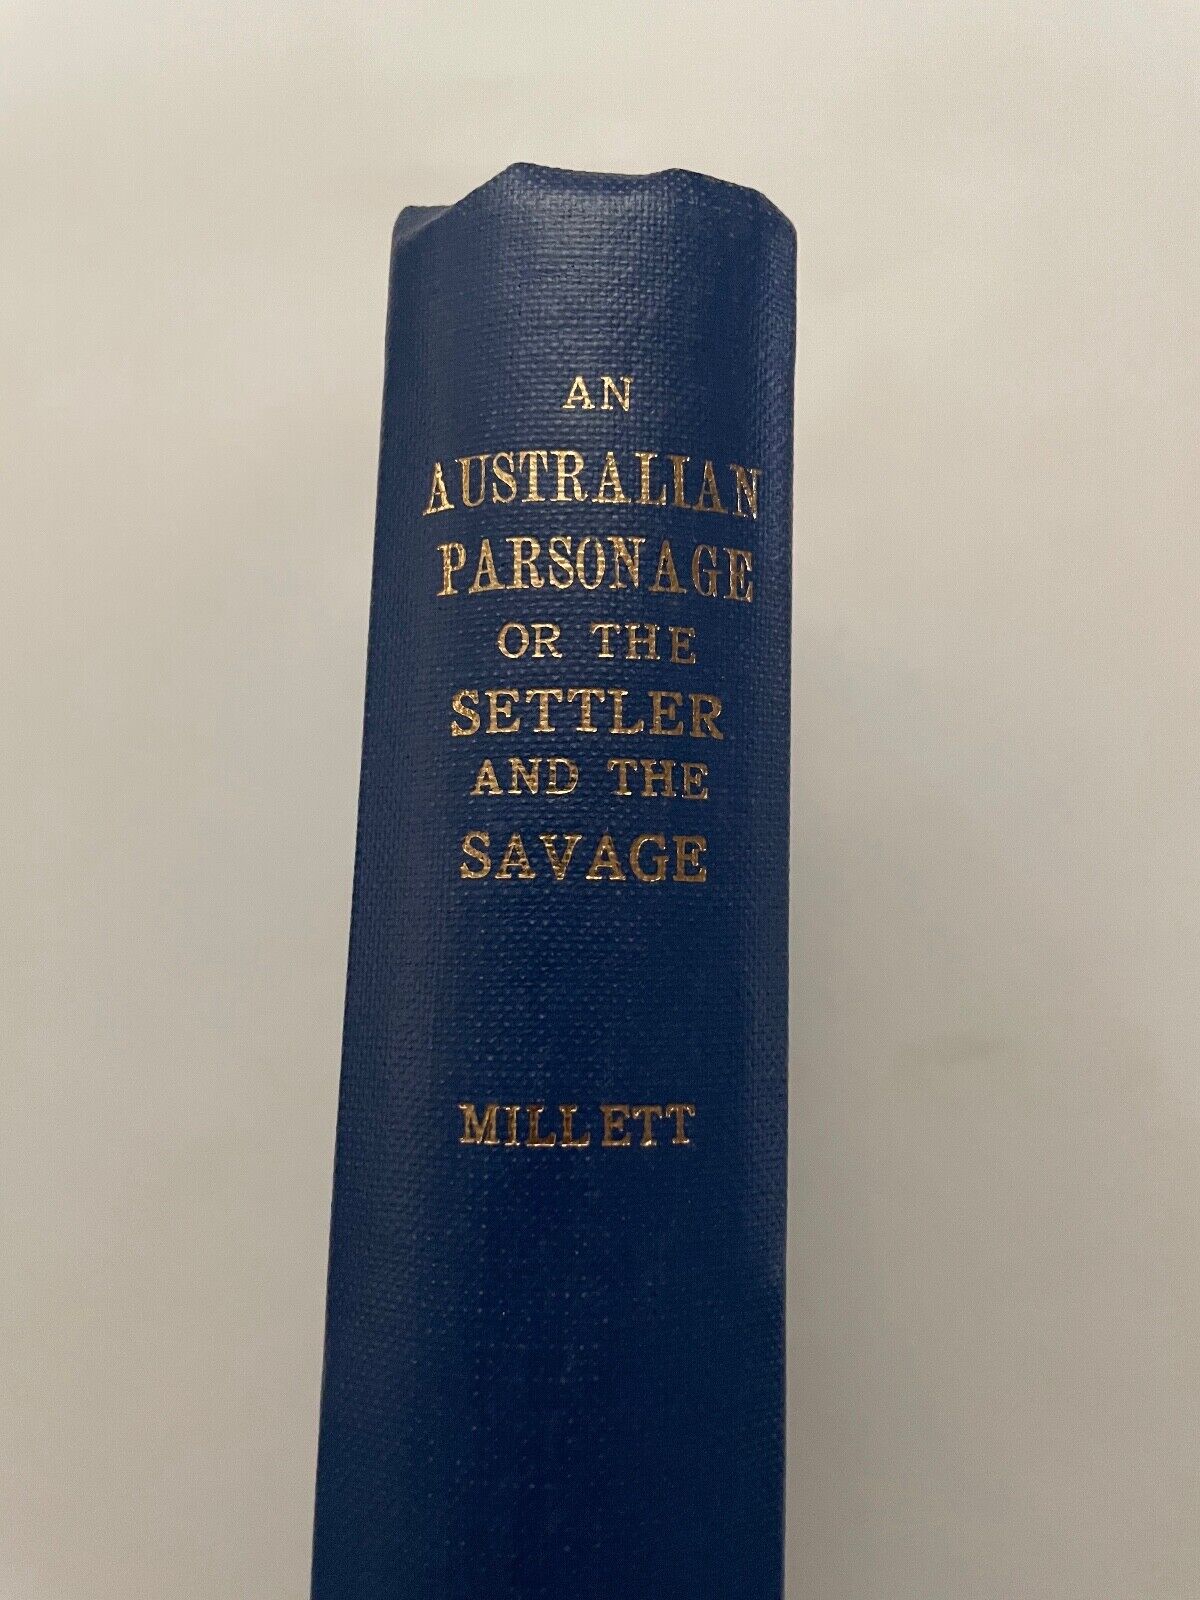 AN
AUSTRALIAN
PARSONAGE
OR THE
SETTLER
AND THE
SAVAGE
MILLETT